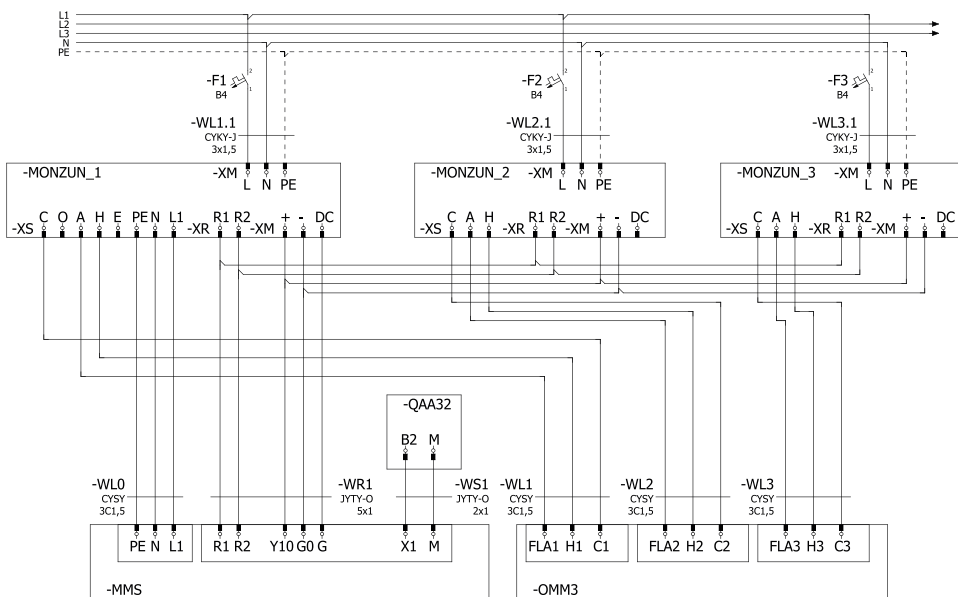 L1
L2
L3
N
PE
-F1 2
B4 1
-F2 2
B4 1
-F3 2
B4 1
-WL1.1
CYKY-J
3x1,5
-WL2.1
CYKY-J
3x1,5
-WL3.1
CYKY-J
3x1,5
-MONZUN_1 -XM
L N PE
-MONZUN_2 -XM
L N PE
-MONZUN_3 -XM
L N PE
-XS C O A H E PE N L1 -XR R1 R2 -XM + - DC
-XS C A H -XR R1 R2 -XM + - DC
-XS C A H -XR R1 R2 -XM + - DC
-QAA32
B2 M
-WL0
CYSY
3C1,5
-WR1
JYTY-O
5x1
-WS1
JYTY-O
2x1
-WL1
CYSY
3C1,5
-WL2
CYSY
3C1,5
-WL3
CYSY
3C1,5
PE N L1 R1 R2 Y10 G0 G X1 M
FLA1 H1 C1 FLA2 H2 C2 FLA3 H3 C3
-MMS
-OMM3